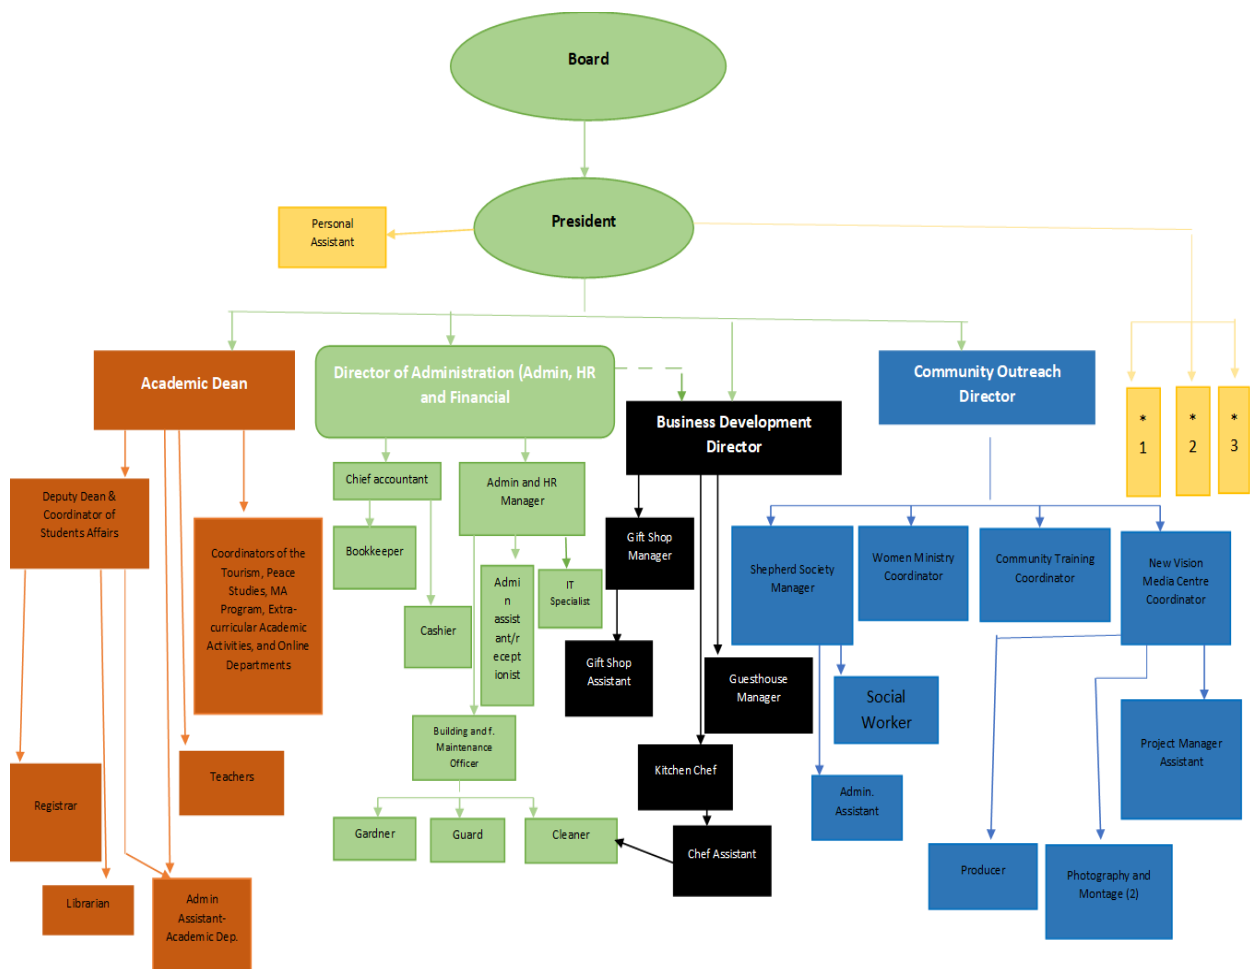 Board
President
Personal
Assistant
Academic Dean
Director of Administration (Admin, HR
and Financial
Business Development
Director
Community Outreach
Director
*
1
*
2
*
3
Deputy Dean &
Coordinator of
Students Affairs
Coordinators of the
Tourism, Peace
Studies, MA
Program, Extra-
curricular Academic
Activities, and Online
Departments
Chief accountant
Admin and HR
Manager
Bookkeeper
Cashier
Admi
n
assist
ant/r
ecept
ionist
IT
Specialist
Gift Shop
Manager
Gift Shop
Assistant
Guesthouse
Manager
Shepherd Society
Manager
Women Ministry
Coordinator
Community Training
Coordinator
New Vision
Media Centre
Coordinator
Social
Worker
Building and f.
Maintenance
Officer
Teachers
Registrar
Kitchen Chef
Admin.
Assistant
Project Manager
Assistant
Gardner
Guard
Cleaner
Chef Assistant
Producer
Photography and
Montage (2)
Librarian
Admin
Assistant-
Academic Dep.